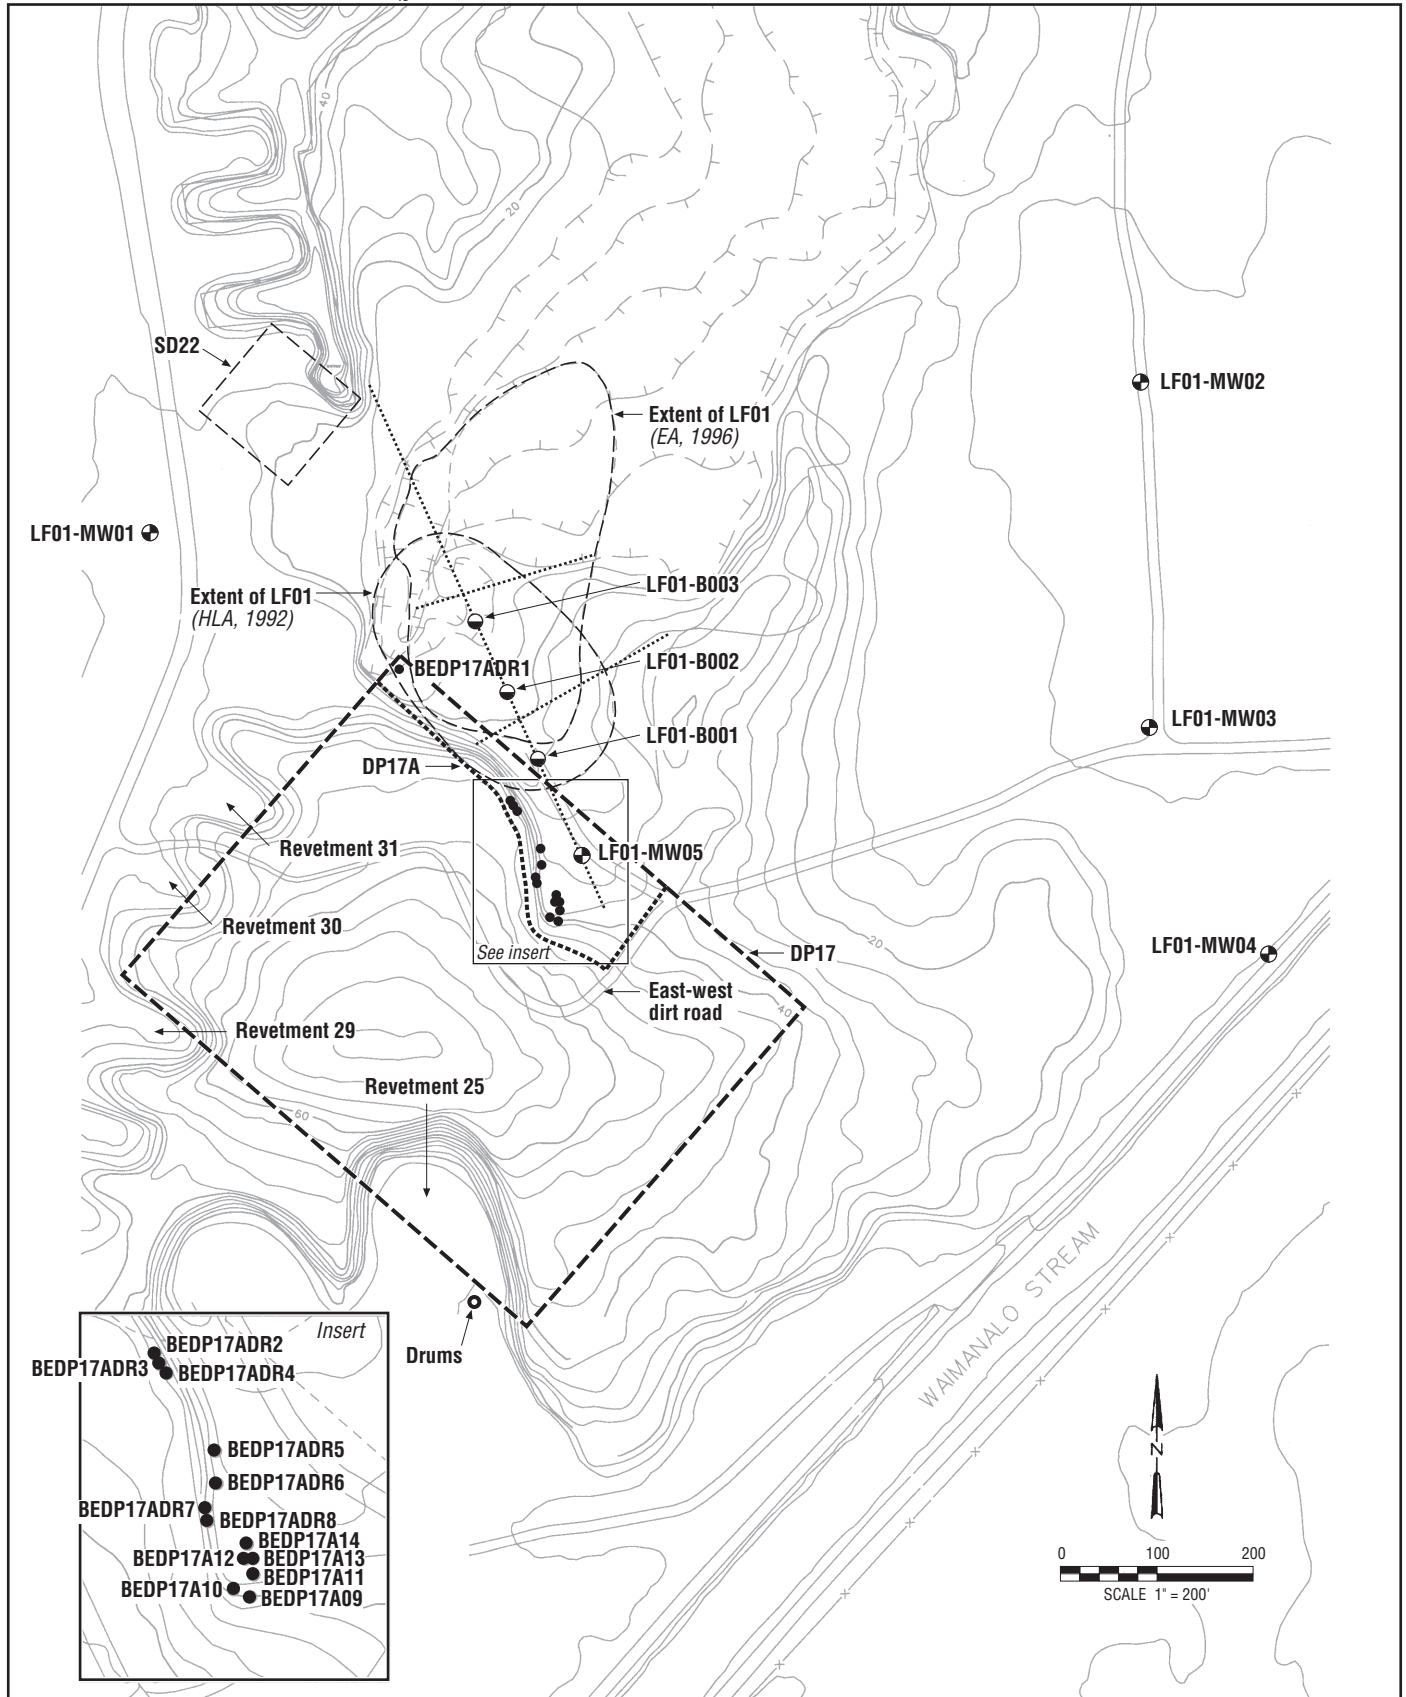 40
20
SD22
LF01-MW02
Extent of LF01
(EA, 1996)
LF01-MW01
LF01-B003
Extent of LF01
(HLA, 1992)
LF01-B002
BEDP17ADR1
LF01-MW03
LF01-B001
DP17A
Revetment 31
LF01-MW05
Revetment 30
See insert
DP17
20
LF01-MW04
East-west
dirt road
40
Revetment 29
Revetment 25
60
WAIMANALO STREAM
Drums
Insert
BEDP17ADR2
BEDP17ADR3
BEDP17ADR4
BEDP17ADR5
BEDP17ADR6
BEDP17ADR7
BEDP17ADR8
BEDP17A14
BEDP17A12
BEDP17A13
BEDP17A11
BEDP17A10
BEDP17A09
N
0 100 200
SCALE 1" = 200'